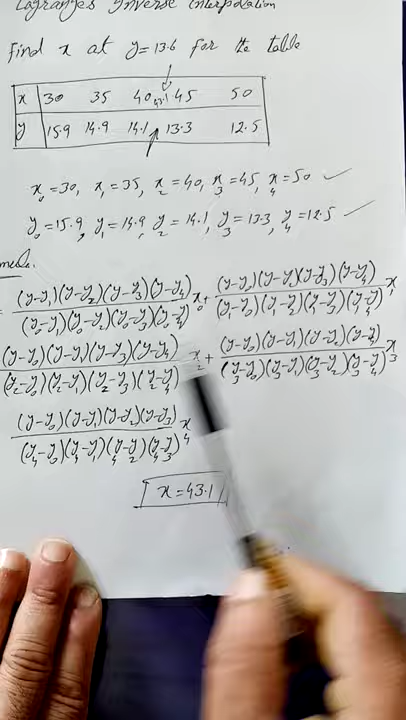 Lagranges Inverse Interpolation
Find x at y=13.6 for the table
x 30 35 40 43.1 45 50
y 15.9 14.9 14.1 13.3 12.5
x₀=30, x₁=35, x₂=40, x₃=45, x₄=50 ✓
y₀=15.9, y₁=14.9, y₂=14.1, y₃=13.3, y₄=12.5 ✓
= (y-y₁)(y-y₂)(y-y₃)(y-y₄)/(y₀-y₁)(y₀-y₂)(y₀-y₃)(y₀-y₄) x₀ + (y-y₀)(y-y₂)(y-y₃)(y-y₄)/(y₁-y₀)(y₁-y₂)(y₁-y₃)(y₁-y₄) x₁
(y-y₀)(y-y₁)(y-y₃)(y-y₄)/(y₂-y₀)(y₂-y₁)(y₂-y₃)(y₂-y₄) x₂ + (y-y₀)(y-y₁)(y-y₂)(y-y₄)/(y₃-y₀)(y₃-y₁)(y₃-y₂)(y₃-y₄) x₃
(y-y₀)(y-y₁)(y-y₂)(y-y₃)/(y₄-y₀)(y₄-y₁)(y₄-y₂)(y₄-y₃) x₄
x=43.1